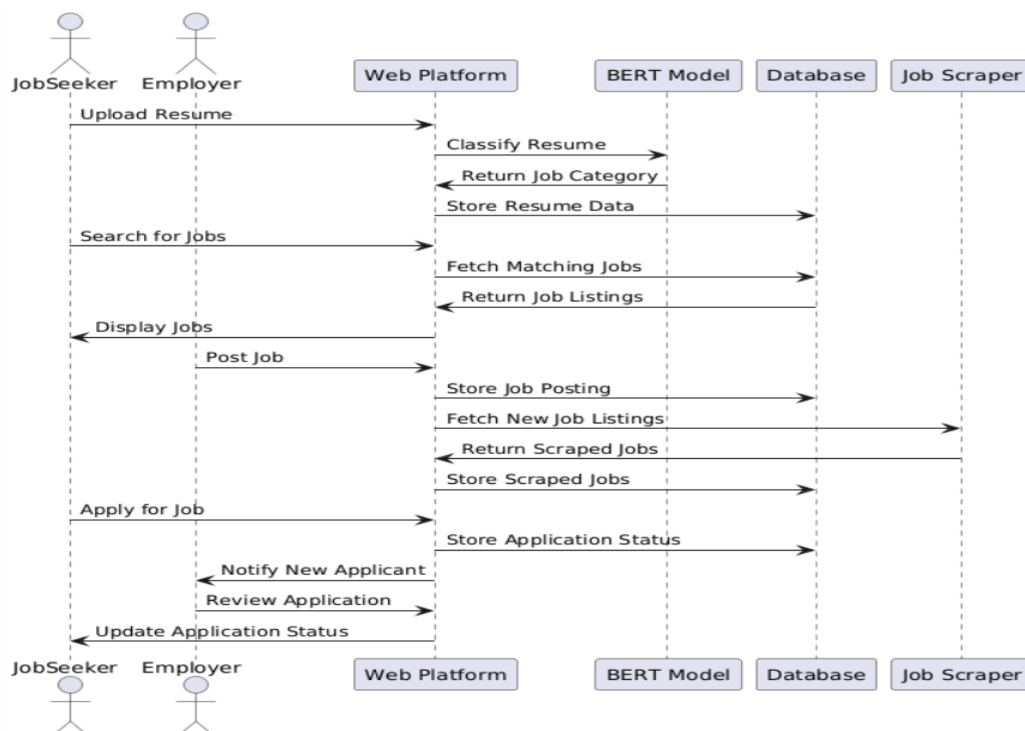 JobSeeker Employer Web Platform BERT Model Database Job Scraper
Upload Resume
Classify Resume
Return Job Category
Store Resume Data
Search for Jobs
Fetch Matching Jobs
Return Job Listings
Display Jobs
Post Job
Store Job Posting
Fetch New Job Listings
Return Scraped Jobs
Store Scraped Jobs
Apply for Job
Store Application Status
Notify New Applicant
Review Application
Update Application Status
JobSeeker Employer Web Platform BERT Model Database Job Scraper